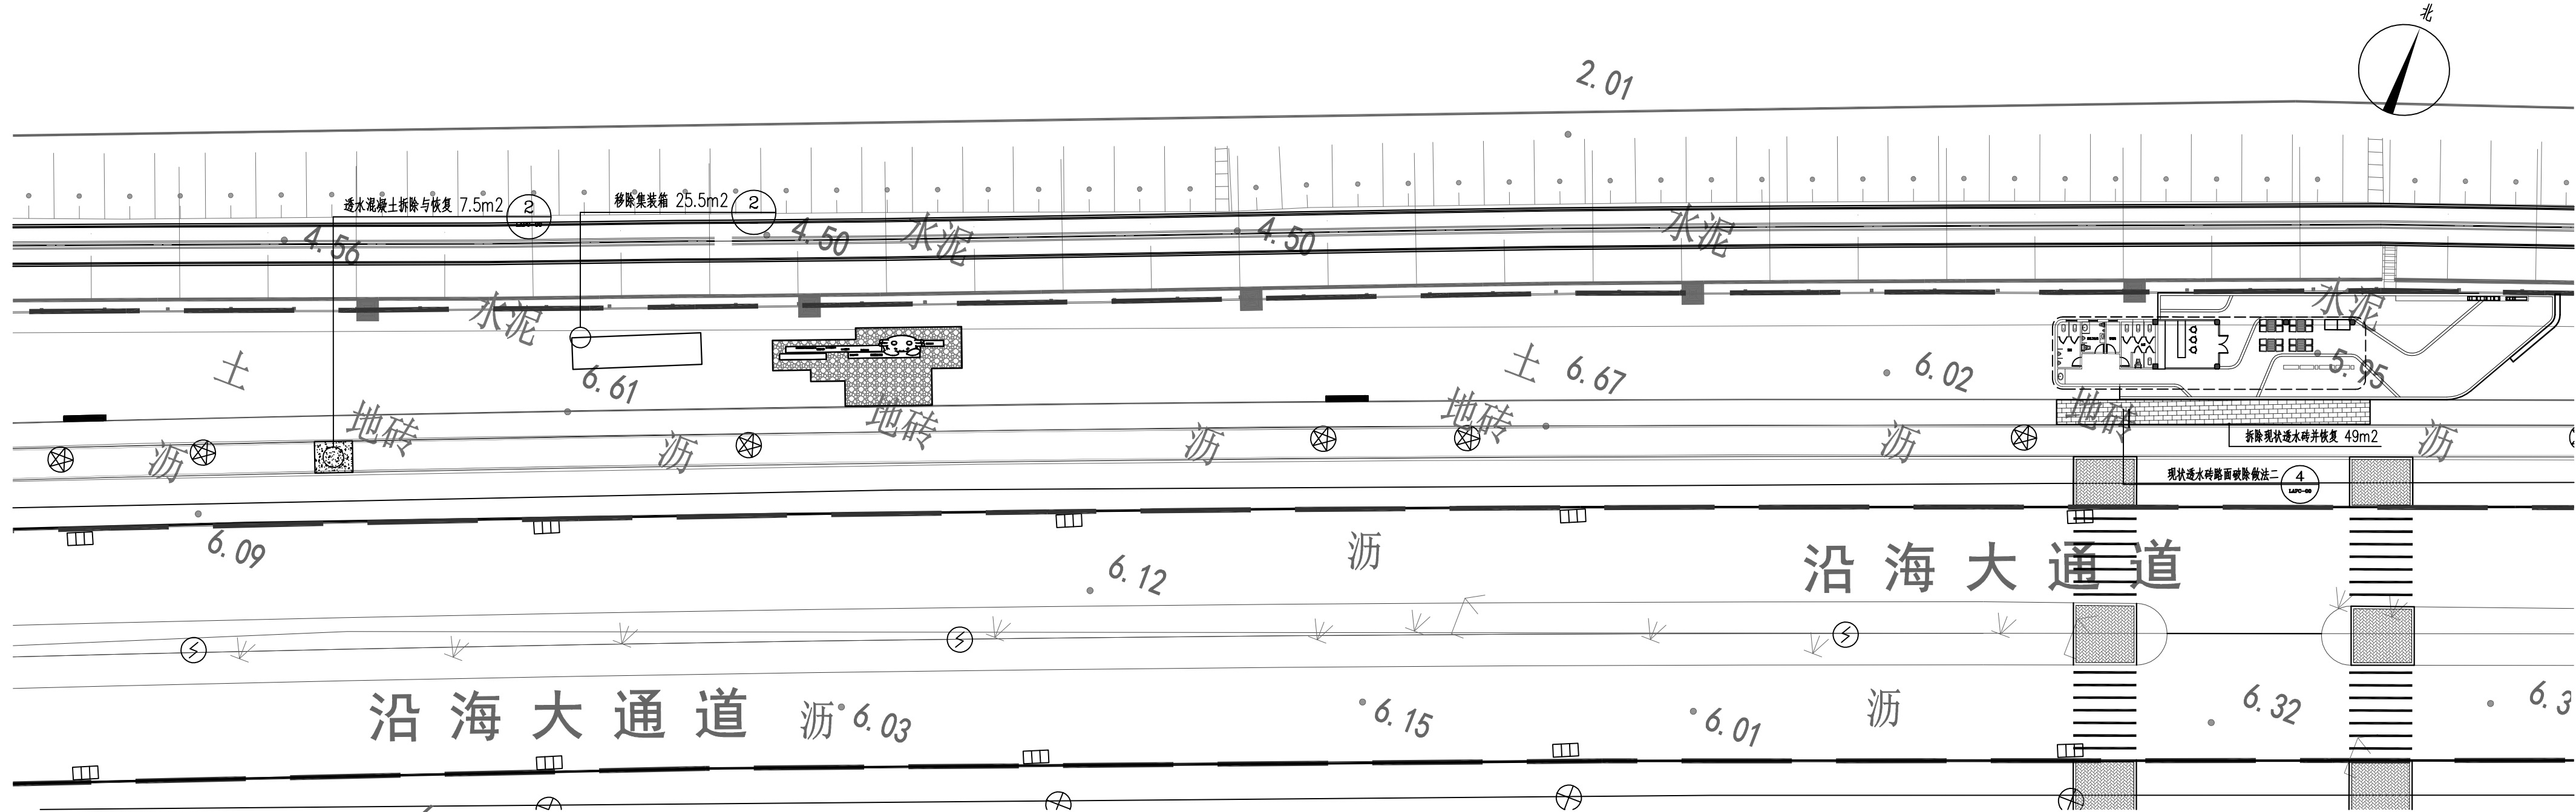 北
2.01
透水混凝土拆除与恢复 7.5m2
2
移除集装箱 25.5m2
2
4.56
4.50
水泥
4.50
水泥
水泥
水泥
土
6.61
土
6.67
6.02
5.95
地砖
地砖
地砖
地砖
沥
沥
沥
沥
沥
拆除现状透水砖并恢复 49m2
现状透水砖路面破除做法二
4
6.09
6.12
沥
沿海大通道
沿海大通道
沥
6.03
6.15
6.01
沥
6.32
6.3